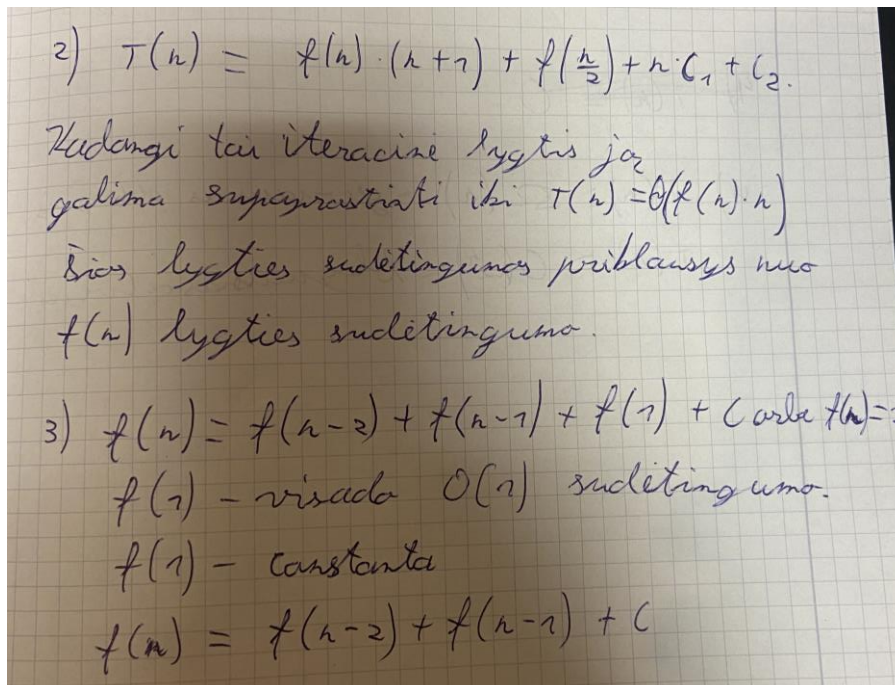 2) T(n) = f(n) · (n+1) + f(n/2) + n·C₁ + C₂.
Kadangi tai iteracinė lygtis ją
galima supaprastinti iki T(n) = Θ(f(n)·n)
Šios lygties sudėtingumas priklausys nuo
f(n) lygties sudėtingumo.
3) f(n) = f(n-2) + f(n-1) + f(1) + C arba f(n) =
f(1) - visada O(1) sudėtingumo.
f(1) - constanta
f(n) = f(n-2) + f(n-1) + C